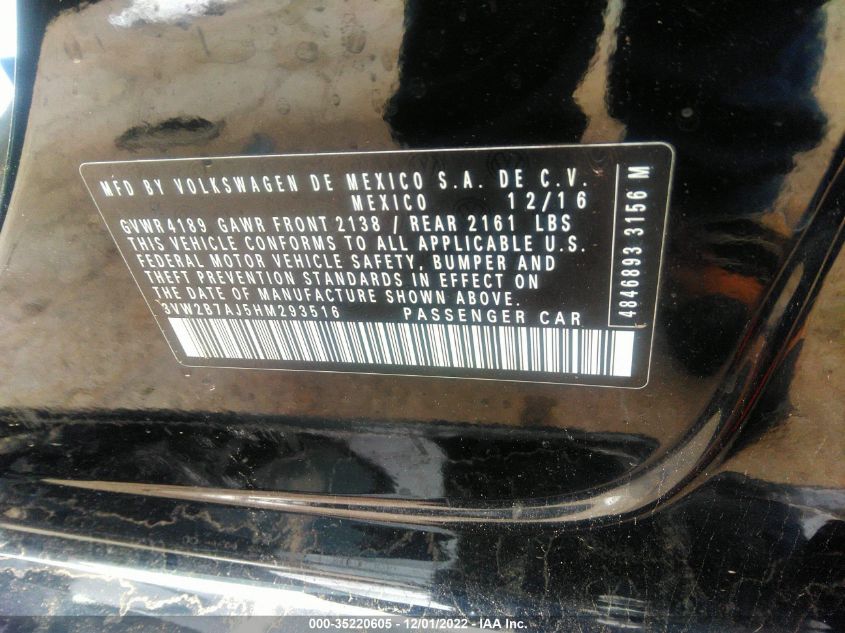 MFD BY VOLKSWAGEN DE MEXICO S.A. DE C.V.
MEXICO 12/16
GVWR 4189 GAWR FRONT 2138 / REAR 2161 LBS
THIS VEHICLE CONFORMS TO ALL APPLICABLE U.S.
FEDERAL MOTOR VEHICLE SAFETY, BUMPER AND
THEFT PREVENTION STANDARDS IN EFFECT ON
THE DATE OF MANUFACTURE SHOWN ABOVE.
3VW2B7AJ5HM293516 PASSENGER CAR
4846893 3156 M
000-35220605 - 12/01/2022 - IAA Inc.